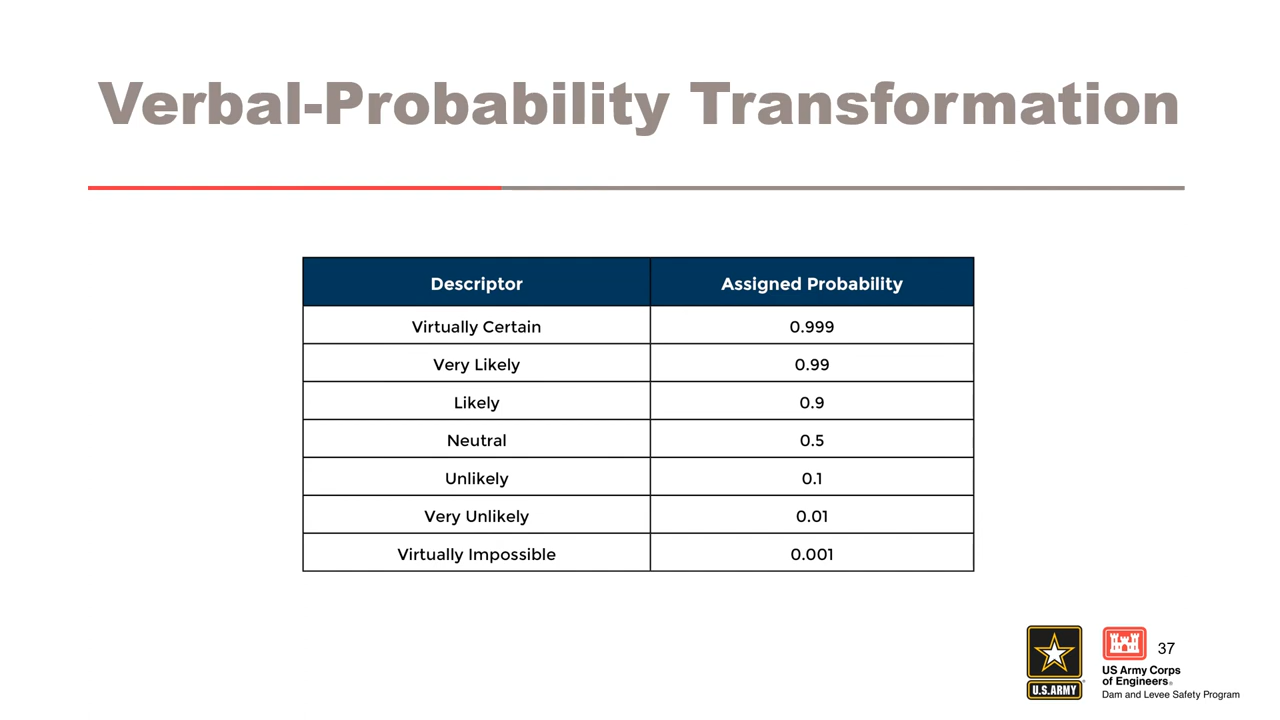 Verbal-Probability Transformation
Descriptor Assigned Probability
Virtually Certain 0.999
Very Likely 0.99
Likely 0.9
Neutral 0.5
Unlikely 0.1
Very Unlikely 0.01
Virtually Impossible 0.001
U.S.ARMY
37
US Army Corps
of Engineers®
Dam and Levee Safety Program